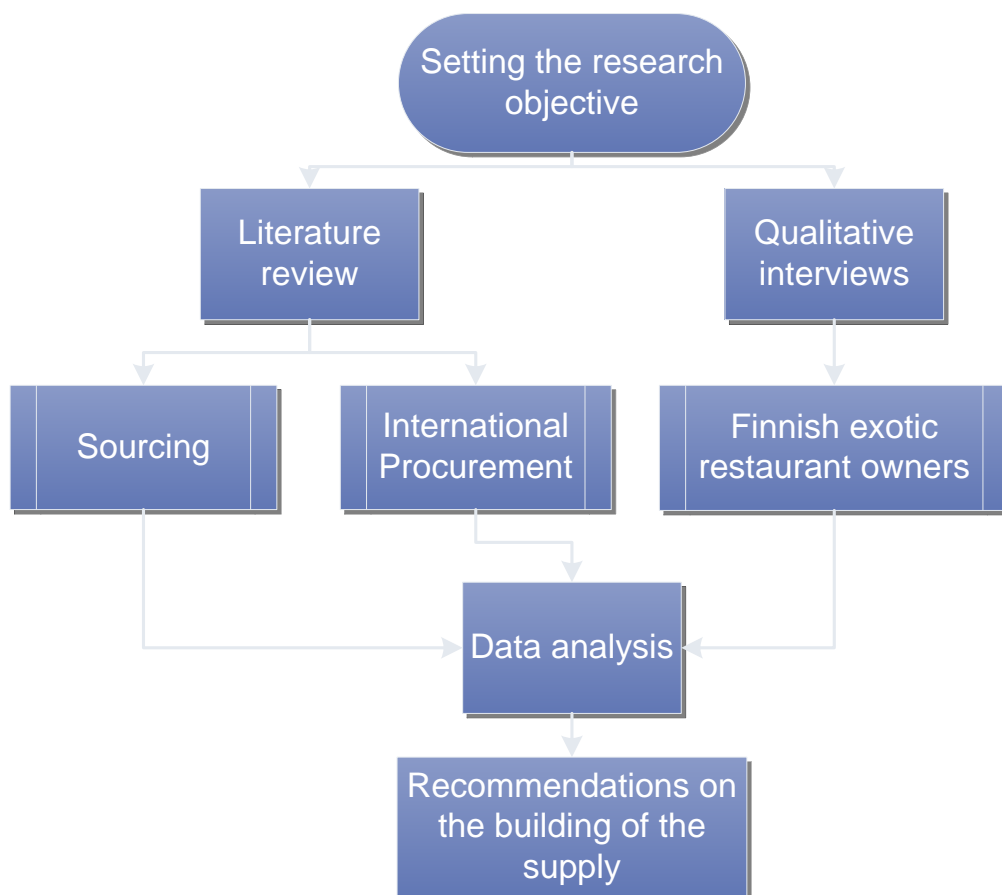 Setting the research
objective
Literature
review
Qualitative
interviews
Sourcing
International
Procurement
Finnish exotic
restaurant owners
Data analysis
Recommendations on
the building of the
supply